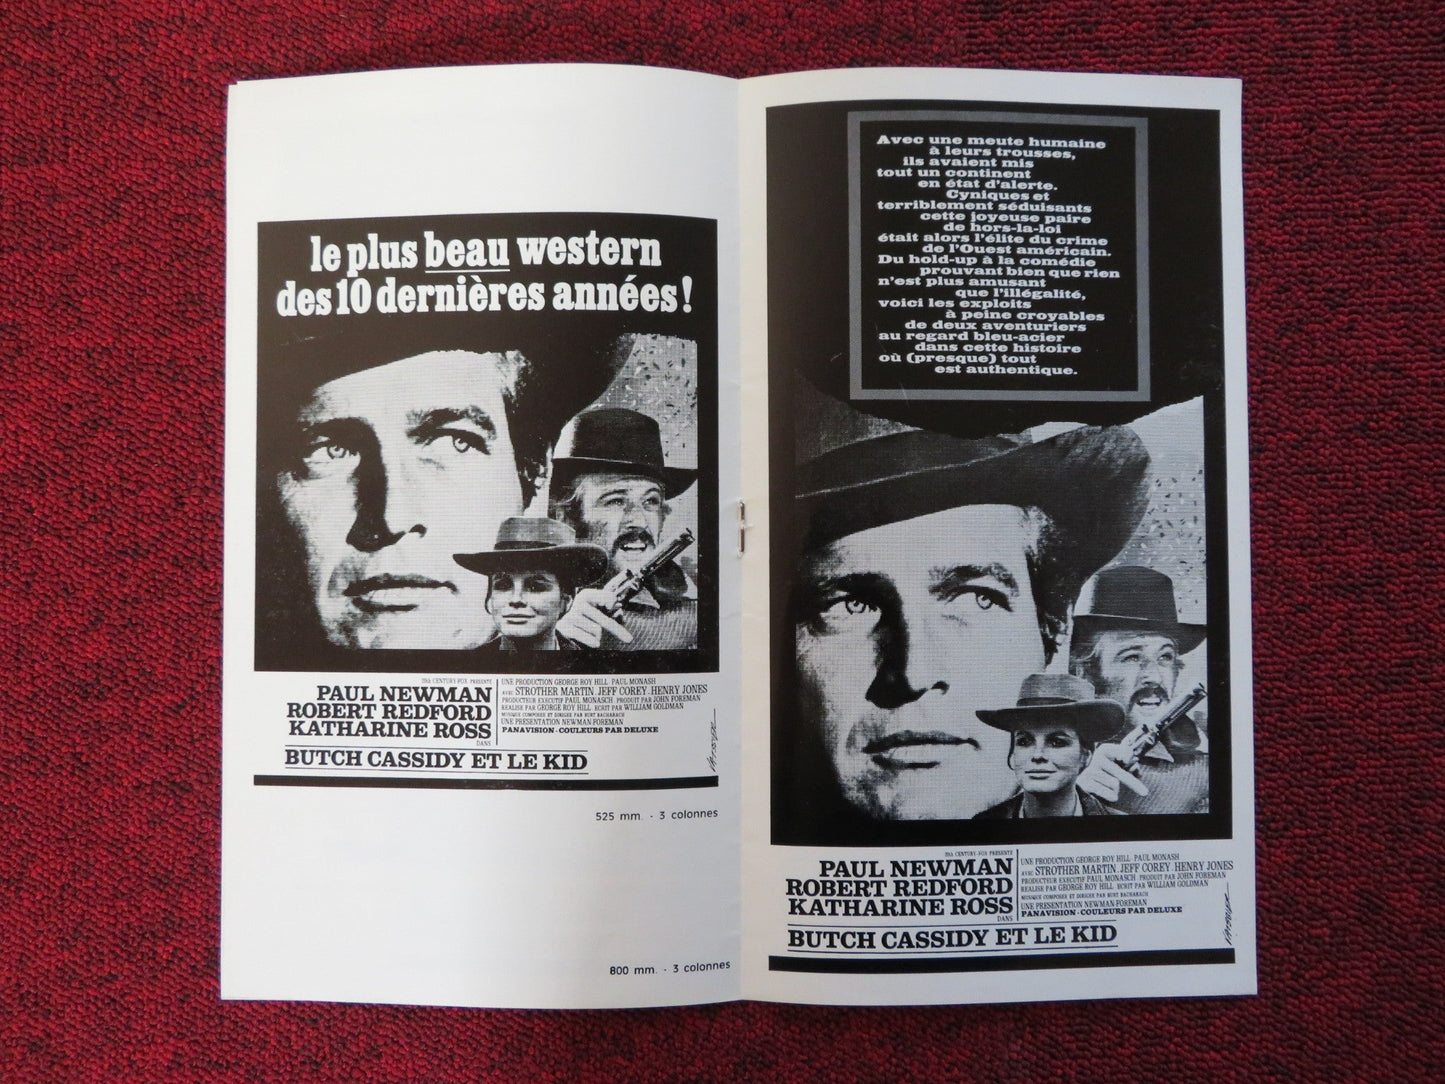 le plus beau western
des 10 dernières années!
20th CENTURY-FOX PRESENTE
PAUL NEWMAN
ROBERT REDFORD
KATHARINE ROSS
DANS
UNE PRODUCTION GEORGE ROY HILL · PAUL MONASH
AVEC STROTHER MARTIN . JEFF COREY . HENRY JONES
PRODUCTEUR EXECUTIF PAUL MONASCH PRODUIT PAR JOHN FOREMAN
REALISE PAR GEORGE ROY HILL ECRIT PAR WILLIAM GOLDMAN
MUSIQUE COMPOSEE ET DIRIGEE PAR BURT BACHARACH
UNE PRESENTATION NEWMAN-FOREMAN
PANAVISION - COULEURS PAR DELUXE
BUTCH CASSIDY ET LE KID
525 mm. - 3 colonnes
800 mm. - 3 colonnes
Avec une meute humaine
à leurs trousses,
ils avaient mis
tout un continent
en état d'alerte.
Cyniques et
terriblement séduisants
cette joyeuse paire
de hors-la-loi
était alors l'élite du crime
de l'Ouest américain.
Du hold-up à la comédie
prouvant bien que rien
n'est plus amusant
que l'illégalité,
voici les exploits
à peine croyables
de deux aventuriers
au regard bleu-acier
dans cette histoire
où (presque) tout
est authentique.
20th CENTURY-FOX PRESENTE
PAUL NEWMAN
ROBERT REDFORD
KATHARINE ROSS
DANS
UNE PRODUCTION GEORGE ROY HILL · PAUL MONASH
AVEC STROTHER MARTIN . JEFF COREY . HENRY JONES
PRODUCTEUR EXECUTIF PAUL MONASCH PRODUIT PAR JOHN FOREMAN
REALISE PAR GEORGE ROY HILL ECRIT PAR WILLIAM GOLDMAN
MUSIQUE COMPOSEE ET DIRIGEE PAR BURT BACHARACH
UNE PRESENTATION NEWMAN-FOREMAN
PANAVISION - COULEURS PAR DELUXE
BUTCH CASSIDY ET LE KID